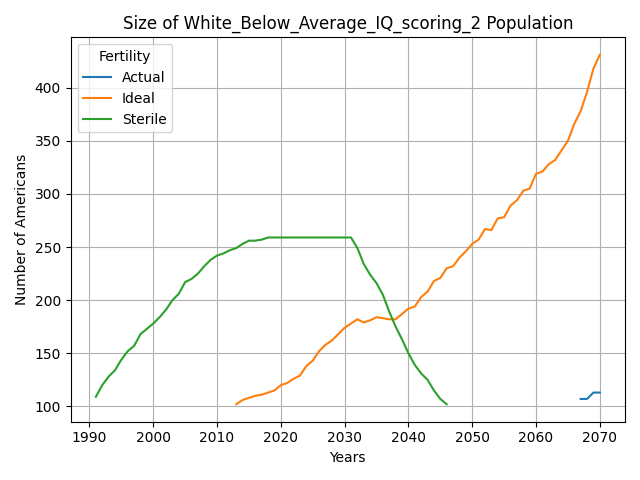 Size of White_Below_Average_IQ_scoring_2 Population
Fertility
Actual
Ideal
Sterile
Number of Americans
400
350
300
250
200
150
100
1990 2000 2010 2020 2030 2040 2050 2060 2070
Years